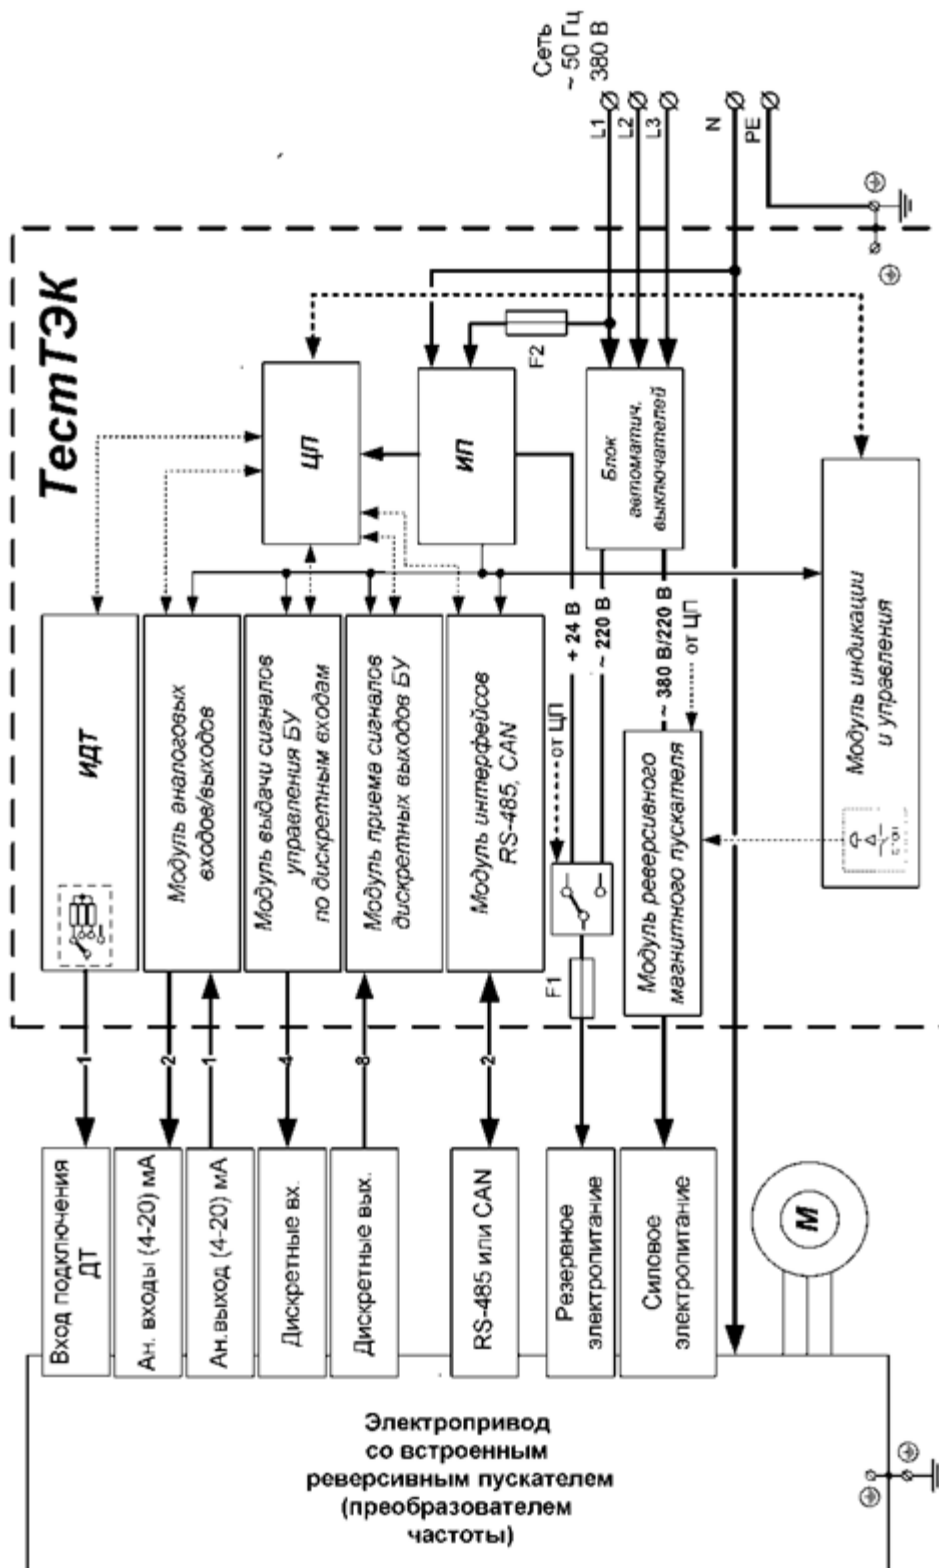 Сеть
~ 50 Гц
380 В
L1
L2
L3
N
PE
ТестТЭК
ЦП
ИП
F2
Блок
автоматич.
выключателей
ИДТ
Модуль аналоговых
входов/выходов
Модуль выдачи сигналов
управления БУ
по дискретным входам
Модуль приема сигналов
дискретных выходов БУ
Модуль интерфейсов
RS-485, CAN
+ 24 В
~ 220 В
~ 380 В/220 В
от ЦП
от ЦП
F1
Модуль реверсивного
магнитного пускателя
Модуль индикации
и управления
1
2
1
4
8
2
Вход подключения
ДТ
Ан. входы (4-20) мА
Ан.выход (4-20) мА
Дискретные вх.
Дискретные вых.
RS-485 или CAN
Резервное
электропитание
Силовое
электропитание
М
Электропривод
со встроенным
реверсивным пускателем
(преобразователем
частоты)